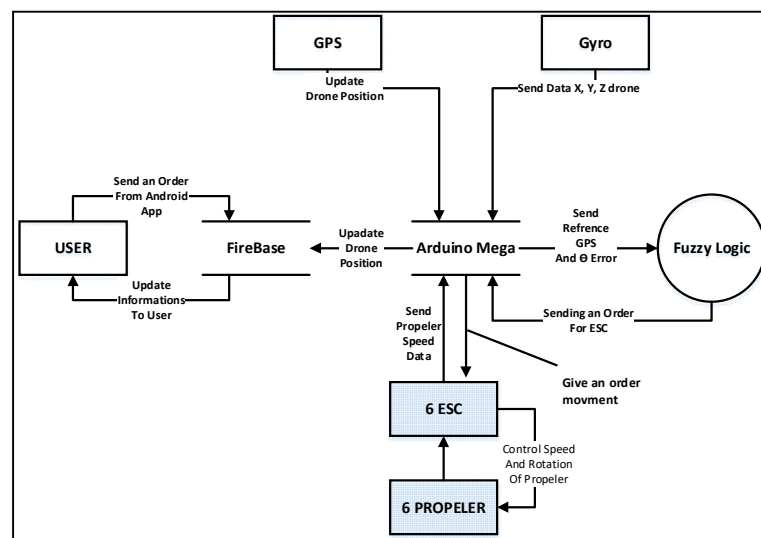 GPS
Gyro
Update
Drone Position
Send Data X, Y, Z drone
Send an Order
From Android
App
USER
FireBase
Upadate
Drone
Position
Arduino Mega
Send
Refrence
GPS
And Θ Error
Fuzzy Logic
Update
Informations
To User
Send
Propeler
Speed
Data
Sending an Order
For ESC
Give an order
movment
6 ESC
Control Speed
And Rotation
Of Propeler
6 PROPELER